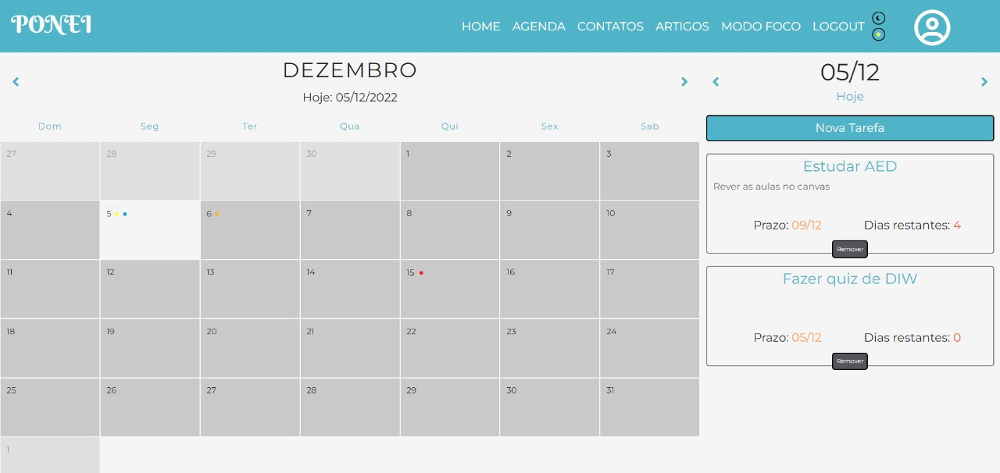 PONEI
HOME AGENDA CONTATOS ARTIGOS MODO FOCO LOGOUT
DEZEMBRO
Hoje: 05/12/2022
Dom Seg Ter Qua Qui Sex Sab
27 28 29 30 1 2 3
4 5 6 7 8 9 10
11 12 13 14 15 16 17
18 19 20 21 22 23 24
25 26 27 28 29 30 31
1
05/12
Hoje
Nova Tarefa
Estudar AED
Rever as aulas no canvas
Prazo: 09/12 Dias restantes: 4
Remover
Fazer quiz de DIW
Prazo: 05/12 Dias restantes: 0
Remover